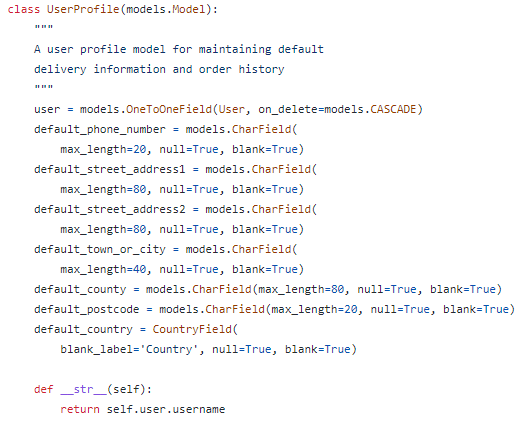 class UserProfile(models.Model):
    """
    A user profile model for maintaining default
    delivery information and order history
    """
    user = models.OneToOneField(User, on_delete=models.CASCADE)
    default_phone_number = models.CharField(
        max_length=20, null=True, blank=True)
    default_street_address1 = models.CharField(
        max_length=80, null=True, blank=True)
    default_street_address2 = models.CharField(
        max_length=80, null=True, blank=True)
    default_town_or_city = models.CharField(
        max_length=40, null=True, blank=True)
    default_county = models.CharField(max_length=80, null=True, blank=True)
    default_postcode = models.CharField(max_length=20, null=True, blank=True)
    default_country = CountryField(
        blank_label='Country', null=True, blank=True)

    def __str__(self):
        return self.user.username